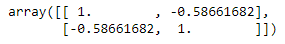 array([[ 1.        , -0.58661682],
       [-0.58661682,  1.        ]])